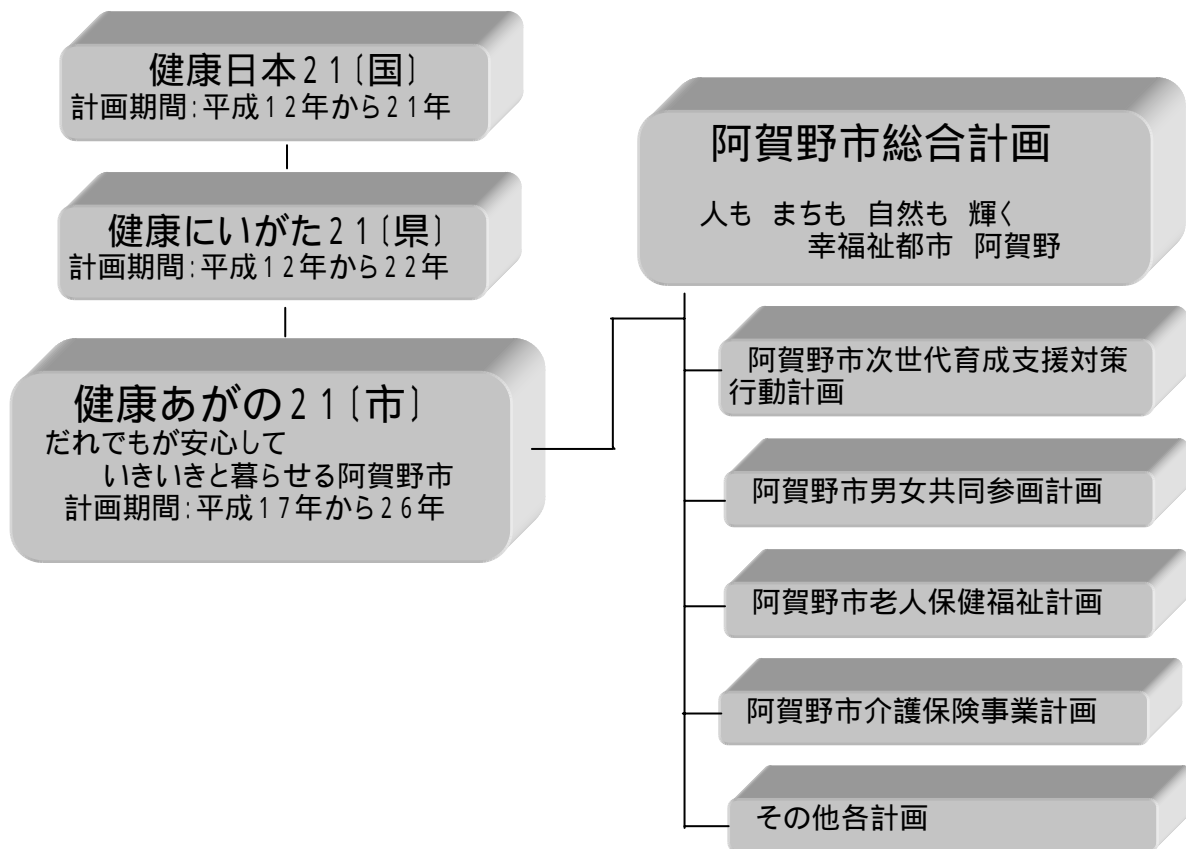 健康日本21〔国〕
計画期間:平成12年から21年
健康にいがた21〔県〕
計画期間:平成12年から22年
健康あがの21〔市〕
だれでもが安心して
いきいきと暮らせる阿賀野市
計画期間:平成17年から26年
阿賀野市総合計画
人も まちも 自然も 輝く
幸福祉都市 阿賀野
阿賀野市次世代育成支援対策
行動計画
阿賀野市男女共同参画計画
阿賀野市老人保健福祉計画
阿賀野市介護保険事業計画
その他各計画